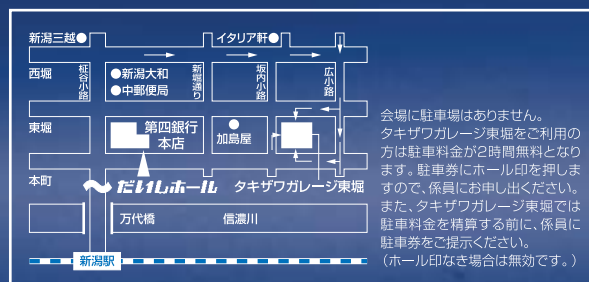 新潟三越●
イタリア軒●
西堀
柾谷小路
●新潟大和
●中郵便局
新堀通り
坂内小路
広小路
東堀
第四銀行
本店
加島屋
本町
だいしホール
タキザワガレージ東堀
万代橋
信濃川
新潟駅
会場に駐車場はありません。
タキザワガレージ東堀をご利用の
方は駐車料金が2時間無料となり
ます。駐車券にホール印を押しま
すので、係員にお申し出ください。
また、タキザワガレージ東堀では
駐車料金を精算する前に、係員に
駐車券をご提示ください。
(ホール印なき場合は無効です。)